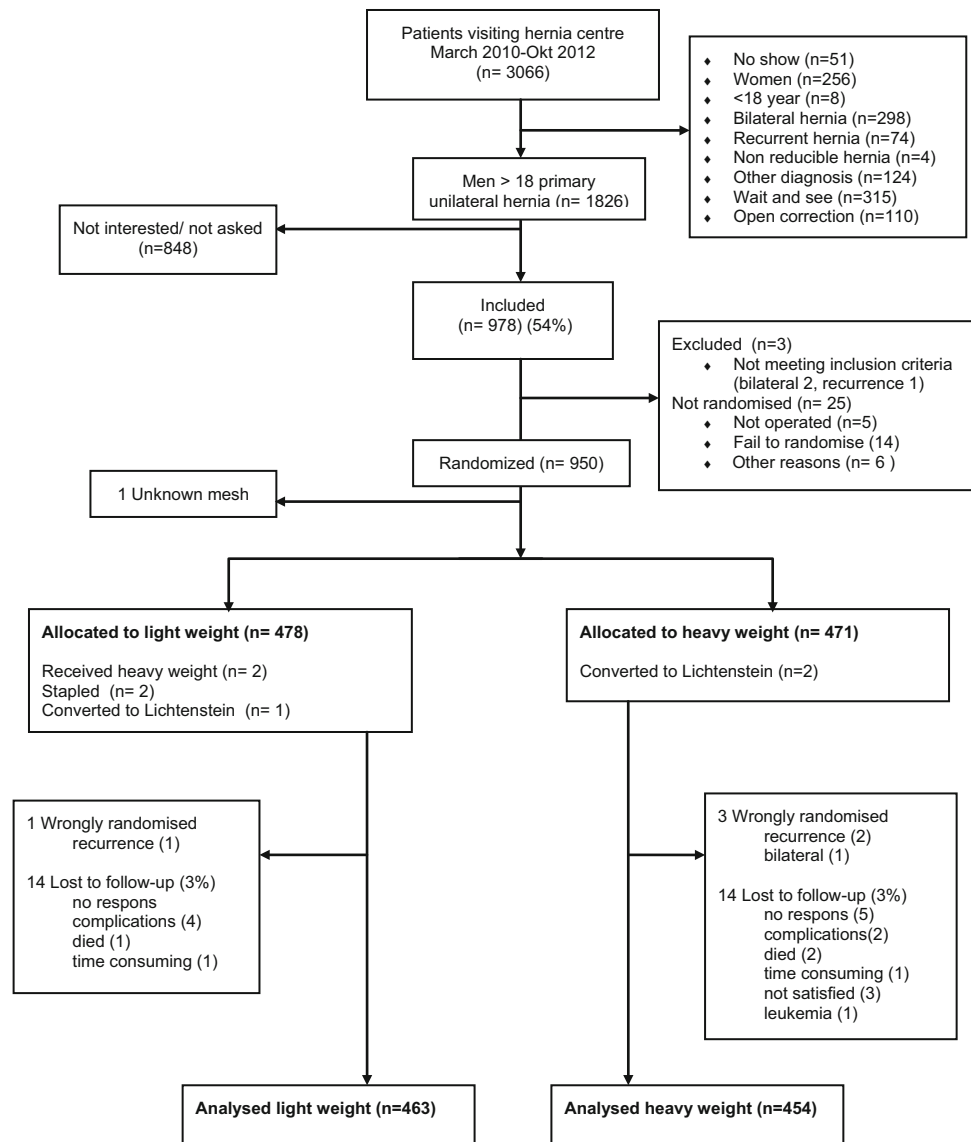 Patients visiting hernia centre
March 2010-Okt 2012
(n= 3066)
♦ No show (n=51)
♦ Women (n=256)
♦ <18 year (n=8)
♦ Bilateral hernia (n=298)
♦ Recurrent hernia (n=74)
♦ Non reducible hernia (n=4)
♦ Other diagnosis (n=124)
♦ Wait and see (n=315)
♦ Open correction (n=110)
Men > 18 primary
unilateral hernia (n= 1826)
Not interested/ not asked
(n=848)
Included
(n= 978) (54%)
Excluded (n=3)
♦ Not meeting inclusion criteria
(bilateral 2, recurrence 1)
Not randomised (n= 25)
♦ Not operated (n=5)
♦ Fail to randomise (14)
♦ Other reasons (n= 6 )
Randomized (n= 950)
1 Unknown mesh
Allocated to light weight (n= 478)
Received heavy weight (n= 2)
Stapled (n= 2)
Converted to Lichtenstein (n= 1)
Allocated to heavy weight (n= 471)
Converted to Lichtenstein (n=2)
1 Wrongly randomised
recurrence (1)
14 Lost to follow-up (3%)
no respons
complications (4)
died (1)
time consuming (1)
3 Wrongly randomised
recurrence (2)
bilateral (1)
14 Lost to follow-up (3%)
no respons (5)
complications(2)
died (2)
time consuming (1)
not satisfied (3)
leukemia (1)
Analysed light weight (n=463)
Analysed heavy weight (n=454)